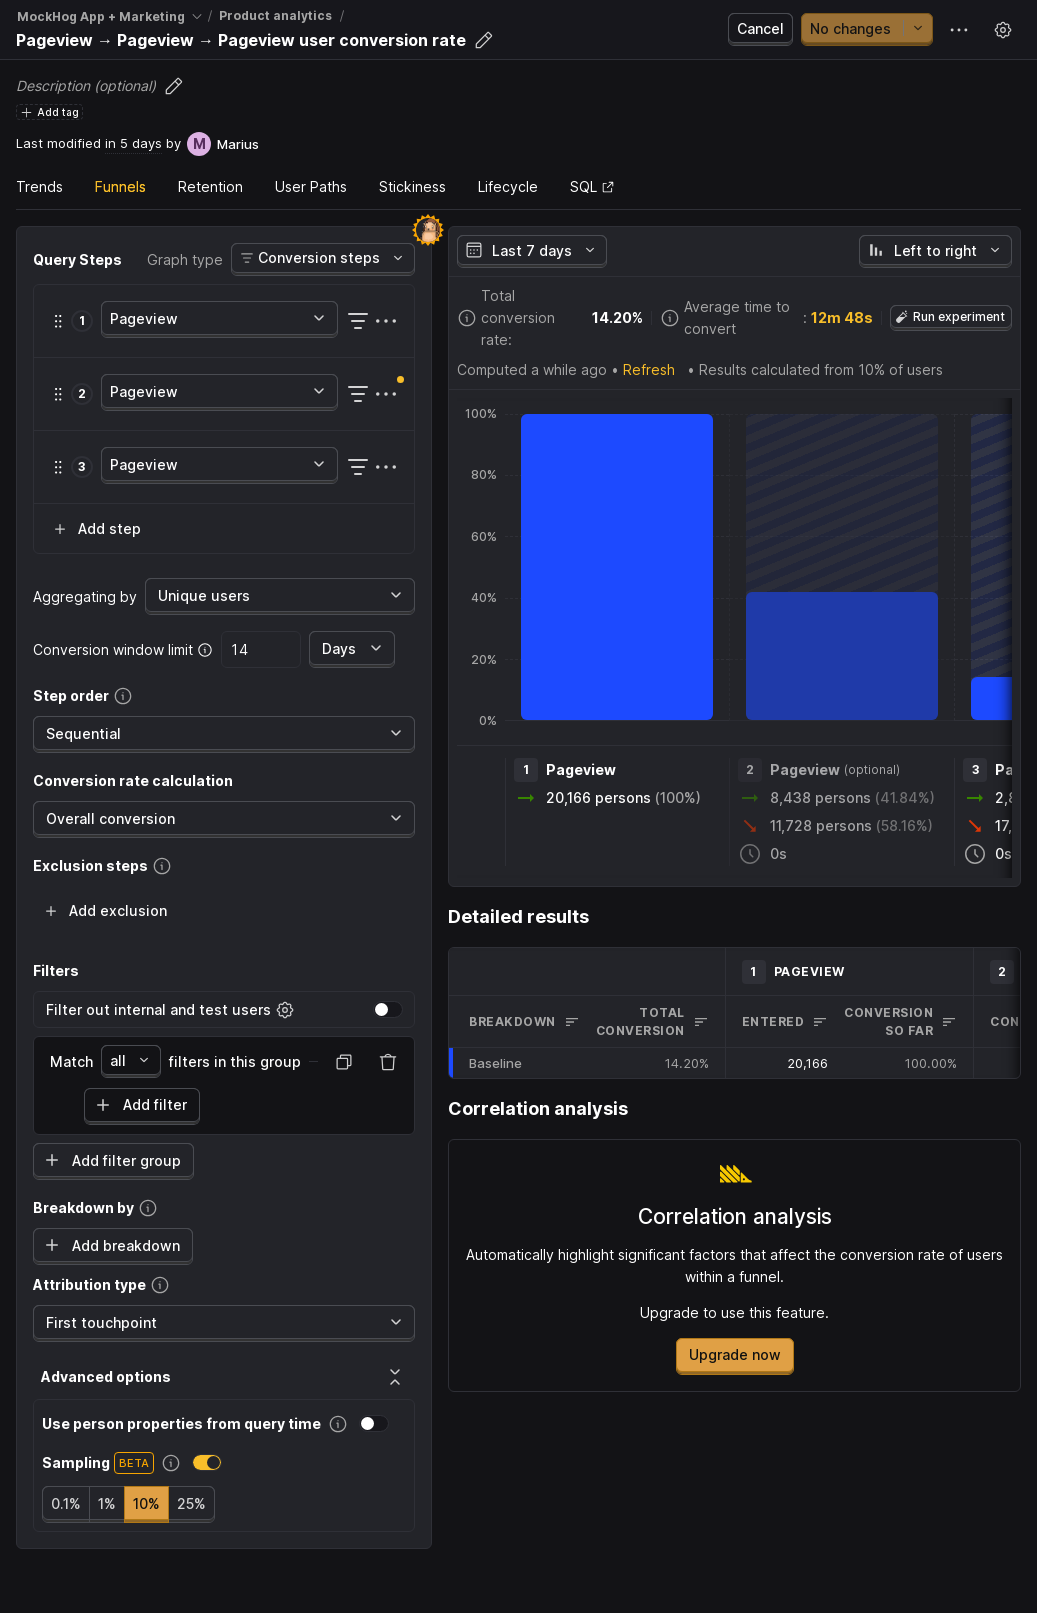 MockHog App + Marketing / Product analytics /
Pageview → Pageview → Pageview user conversion rate
Cancel
No changes
Description (optional)
Add tag
Last modified in 5 days by M Marius
Trends Funnels Retention User Paths Stickiness Lifecycle SQL
Query Steps
Graph type
Conversion steps
1 Pageview
2 Pageview
3 Pageview
Add step
Aggregating by Unique users
Conversion window limit 14 Days
Step order
Sequential
Conversion rate calculation
Overall conversion
Exclusion steps
Add exclusion
Filters
Filter out internal and test users
Match all filters in this group
Add filter
Add filter group
Breakdown by
Add breakdown
Attribution type
First touchpoint
Advanced options
Use person properties from query time
Sampling BETA
0.1% 1% 10% 25%
Last 7 days
Left to right
Total
conversion
rate:
14.20%
Average time to
convert
: 12m 48s
Run experiment
Computed a while ago • Refresh • Results calculated from 10% of users
100%
80%
60%
40%
20%
0%
1 Pageview
20,166 persons (100%)
2 Pageview (optional)
8,438 persons (41.84%)
11,728 persons (58.16%)
0s
3 Pa
2,8
17,
0s
Detailed results
1 PAGEVIEW
2
BREAKDOWN
TOTAL
CONVERSION
ENTERED
CONVERSION
SO FAR
CON
Baseline 14.20% 20,166 100.00%
Correlation analysis
Correlation analysis
Automatically highlight significant factors that affect the conversion rate of users
within a funnel.
Upgrade to use this feature.
Upgrade now